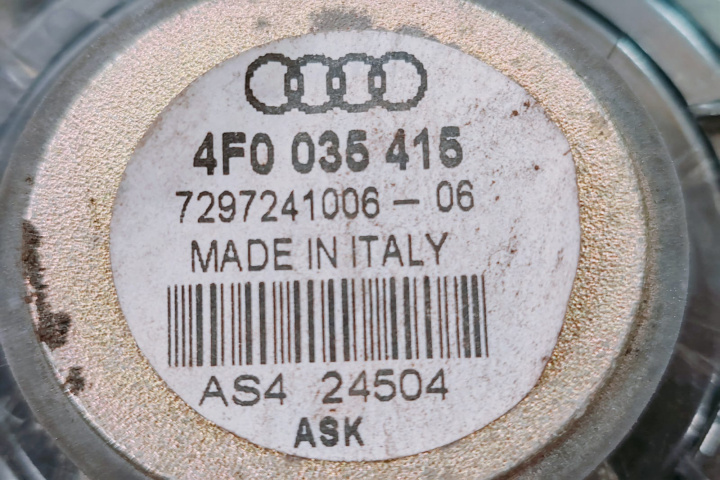 4F0 035 415
7297241006 - 06
MADE IN ITALY
AS4 24504
ASK